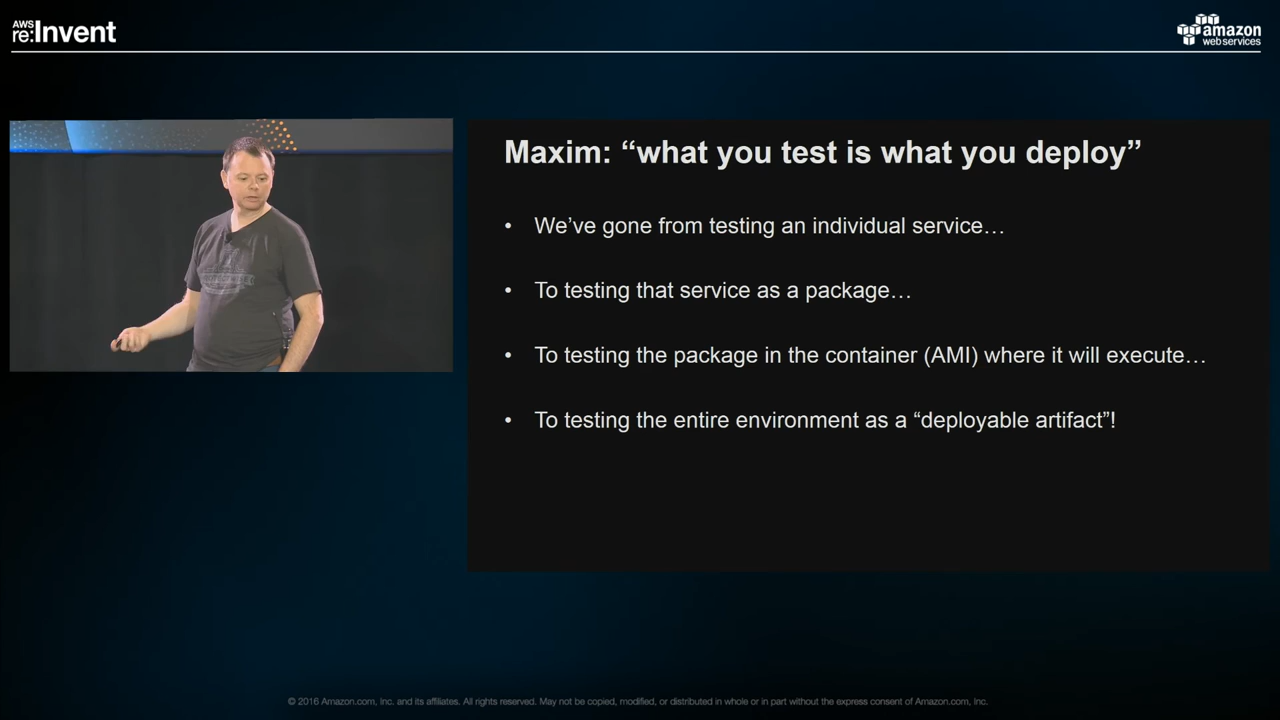 AWS
re:Invent
amazon
webservices
Maxim: “what you test is what you deploy”
• We’ve gone from testing an individual service…
• To testing that service as a package…
• To testing the package in the container (AMI) where it will execute…
• To testing the entire environment as a “deployable artifact”!
© 2016 Amazon.com, Inc. and its affiliates. All rights reserved. May not be copied, modified, or distributed in whole or in part without the express consent of Amazon.com, Inc.